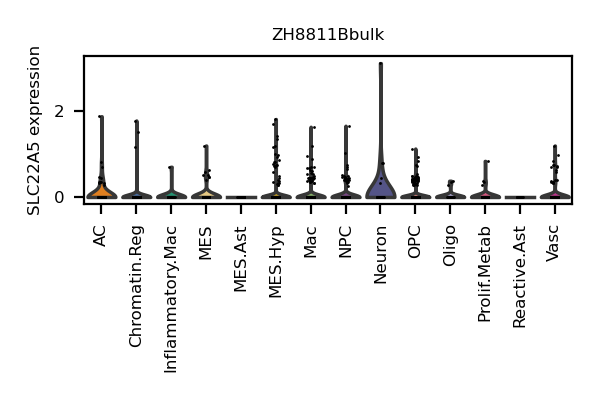 ZH8811Bbulk
SLC22A5 expression
2
0
AC
Chromatin.Reg
Inflammatory.Mac
MES
MES.Ast
MES.Hyp
Mac
NPC
Neuron
OPC
Oligo
Prolif.Metab
Reactive.Ast
Vasc